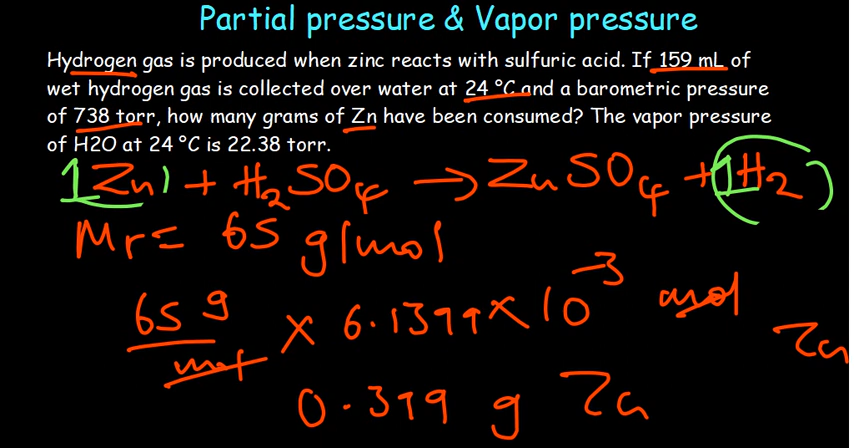 Partial pressure & Vapor pressure
Hydrogen gas is produced when zinc reacts with sulfuric acid. If 159 mL of
wet hydrogen gas is collected over water at 24 °C and a barometric pressure
of 738 torr, how many grams of Zn have been consumed? The vapor pressure
of H2O at 24 °C is 22.38 torr.
1 Zn + H₂SO₄ → ZnSO₄ + 1H₂
Mr = 65 g/mol
65 g/mol × 6.1399 × 10⁻³ mol Zn
0.399 g Zn